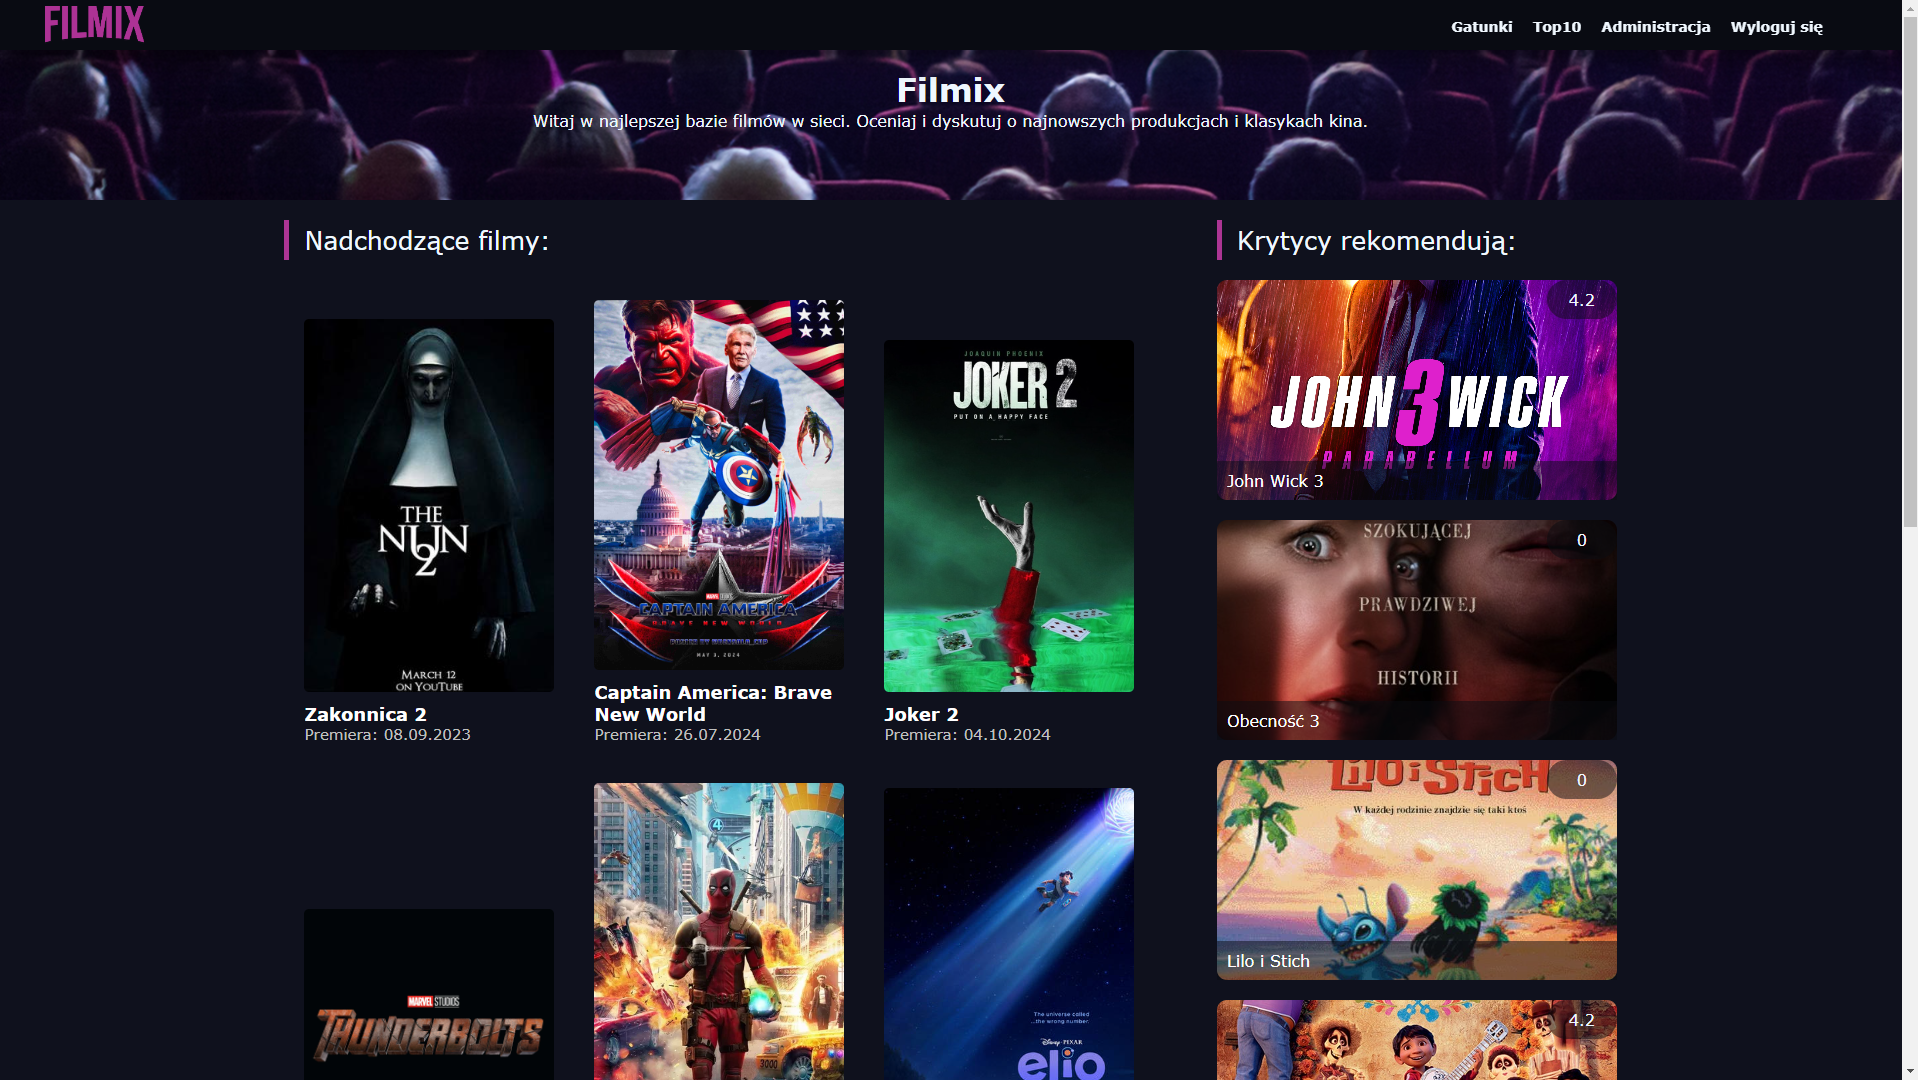 FILMIX
Gatunki Top10 Administracja Wyloguj się
Filmix
Witaj w najlepszej bazie filmów w sieci. Oceniaj i dyskutuj o najnowszych produkcjach i klasykach kina.
Nadchodzące filmy:
THE
NUN
2
MARCH 12
ON YOUTUBE
Zakonnica 2
Premiera: 08.09.2023
MARVEL STUDIOS
CAPTAIN AMERICA
BRAVE NEW WORLD
MAY 3, 2024
Captain America: Brave
New World
Premiera: 26.07.2024
JOAQUIN PHOENIX
JOKER 2
PUT ON A HAPPY FACE
Joker 2
Premiera: 04.10.2024
MARVEL STUDIOS
THUNDERBOLTS
4
3000
The universe called
...the wrong number.
Disney PIXAR
elio
Krytycy rekomendują:
4.2
JOHN 3 WICK
PARABELLUM
John Wick 3
SZOKUJĄCEJ
0
PRAWDZIWEJ
HISTORII
Obecność 3
Lilo i Stich
0
W każdej rodzinie znajdzie się taki ktoś
Lilo i Stich
4.2